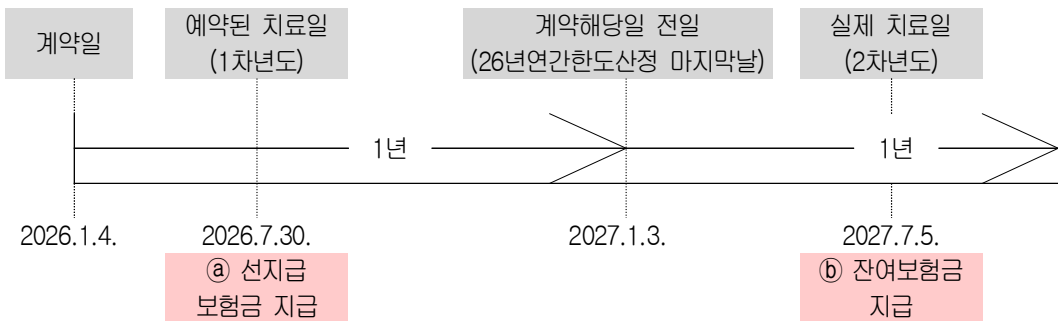 계약일
예약된 치료일
(1차년도)
계약해당일 전일
(26년연간한도산정 마지막날)
실제 치료일
(2차년도)
1년
1년
2026.1.4.
2026.7.30.
2027.1.3.
2027.7.5.
ⓐ 선지급
보험금 지급
ⓑ 잔여보험금
지급